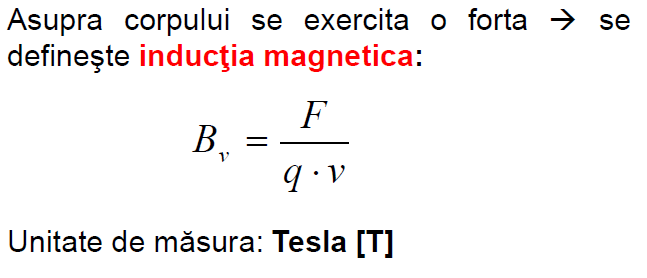 Asupra corpului se exercita o forta → se
defineşte inducţia magnetica:
B_v = F / (q · v)
Unitate de măsura: Tesla [T]